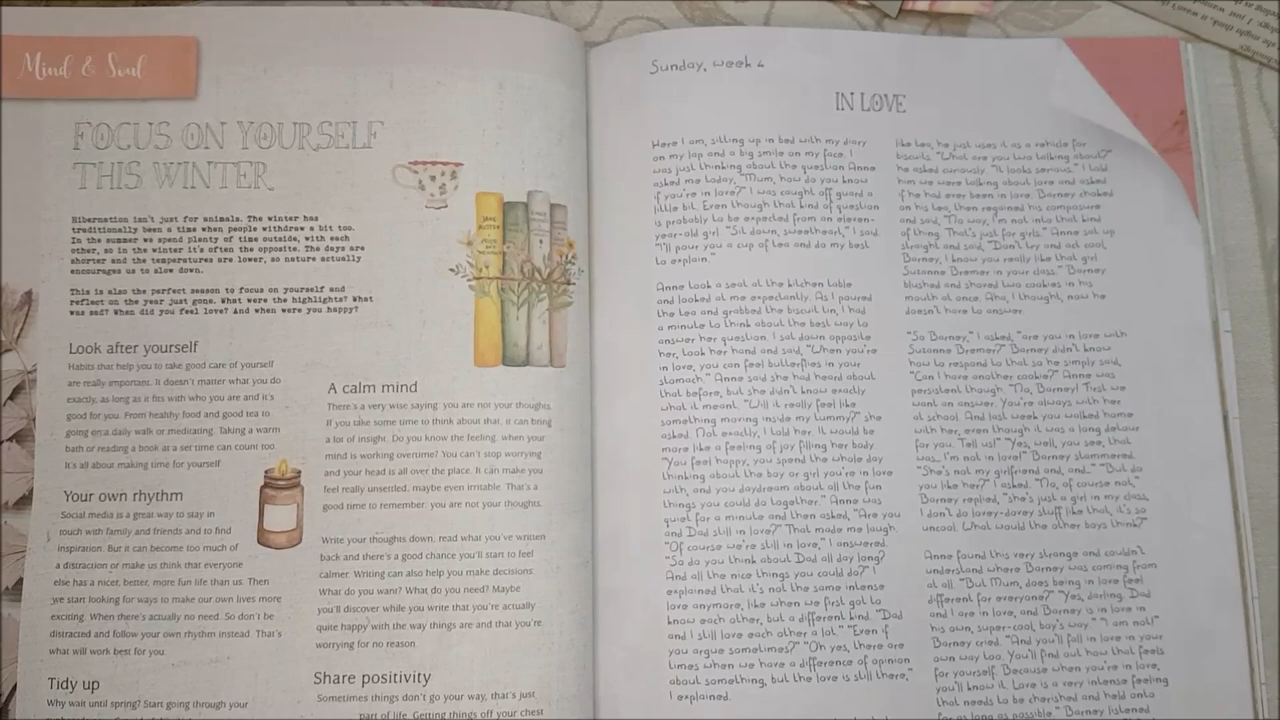 Mind & Soul
FOCUS ON YOURSELF
THIS WINTER
Hibernation isn't just for animals. The winter has
traditionally been a time when people withdraw a bit too.
In the summer we spend plenty of time outside, with each
other, so in the winter it's often the opposite. The days are
shorter and the temperatures are lower, so nature actually
encourages us to slow down.
This is also the perfect season to focus on yourself and
reflect on the year just gone. What were the highlights? What
was sad? When did you feel love? And when were you happy?
Look after yourself
Habits that help you to take good care of yourself
are really important. It doesn't matter what you do
exactly, as long as it fits with who you are and it's
good for you. From healthy food and good tea to
going on a daily walk or meditating. Taking a warm
bath or reading a book at a set time can count too.
It's all about making time for yourself
Your own rhythm
Social media is a great way to stay in
touch with family and friends and to find
inspiration. But it can become too much of
a distraction or make us think that everyone
else has a nicer, better, more fun life than us. Then
we start looking for ways to make our own lives more
exciting. When there's actually no need. So don't be
distracted and follow your own rhythm instead. That's
what will work best for you.
Tidy up
Why wait until spring? Start going through your
JANE
A calm mind
There's a very wise saying: you are not your thoughts.
If you take some time to think about that, it can bring
a lot of insight. Do you know the feeling, when your
mind is working overtime? You can't stop worrying
and your head is all over the place. It can make you
feel really unsettled, maybe even irritable. That's a
good time to remember: you are not your thoughts.
Write your thoughts down, read what you've written
back and there's a good chance you'll start to feel
calmer. Writing can also help you make decisions.
What do you want? What do you need? Maybe
you'll discover while you write that you're actually
quite happy with the way things are and that you're
worrying for no reason.
Share positivity
Sometimes things don't go your way, that's just
part of life. Getting things off your chest
Sunday, week 4
IN LOVE
Here I am, sitting up in bed with my diary
on my lap and a big smile on my face. I
was just thinking about the question Anne
asked me today, "Mum, how do you know
if you're in love?" I was caught off guard a
little bit. Even though that kind of question
is probably to be expected from an eleven-
year-old girl. "Sit down, sweetheart," I said.
"I'll pour you a cup of tea and do my best
to explain."
Anne took a seat at the kitchen table
and looked at me expectantly. As I poured
the tea and grabbed the biscuit tin, I had
a minute to think about the best way to
answer her question. I sat down opposite
her, took her hand and said, "When you're
in love, you can feel butterflies in your
stomach." Anne said she had heard about
that before, but she didn't know exactly
what it meant. "Will it really feel like
something moving inside my tummy?" she
asked. Not exactly, I told her. It would be
more like a feeling of joy filling her body.
"You feel happy, you spend the whole day
thinking about the boy or girl you're in love
with, and you daydream about all the fun
things you could do together." Anne was
quiet for a minute and then asked, "Are you
and Dad still in love?" That made me laugh.
"Of course we're still in love," I answered.
"So do you think about Dad all day long?
And all the nice things you could do?" I
explained that it's not the same intense
love anymore, like when we first got to
know each other, but a different kind. "Dad
and I still love each other a lot." "Even if
you argue sometimes?" "Oh yes, there are
times when we have a difference of opinion
about something, but the love is still there,"
I explained.
like tea, he just uses it as a vehicle for
biscuits. "What are you two talking about?"
he asked curiously. "It looks serious." I told
him we were talking about love and asked
if he had ever been in love. Barney choked
on his tea, then regained his composure
and said, "No way, I'm not into that kind
of thing. That's just for girls." Anne sat up
straight and said, "Don't try and act cool,
Barney, I know you really like that girl
Suzanne Bremer in your class." Barney
blushed and shoved two cookies in his
mouth at once. Aha, I thought, now he
doesn't have to answer.
"So Barney," I asked, "are you in love with
Suzanne Bremer?" Barney didn't know
how to respond to that so he simply said,
"Can I have another cookie?" Anne was
persistent though. "No, Barney! First we
want an answer. You're always with her
at school. And last week you walked home
with her, even though it was a long detour
for you. Tell us!" "Yes, well, you see, that
was... I'm not in love!" Barney stammered.
"She's not my girlfriend and, and..." "But do
you like her?" I asked. "No, of course not,"
Barney replied, "she's just a girl in my class,
I don't do lovey-dovey stuff like that, it's so
uncool. What would the other boys think?"
Anne found this very strange and couldn't
understand where Barney was coming from
at all. "But Mum, does being in love feel
different for everyone?" "Yes, darling. Dad
and I are in love, and Barney is in love in
his own, super-cool, boy's way." "I am not!"
Barney cried. "And you'll fall in love in your
own way too. You'll find out how that feels
for yourself. Because when you're in love,
you'll know it. Love is a very intense feeling
that needs to be cherished and held onto
for as long as possible." Barney listened